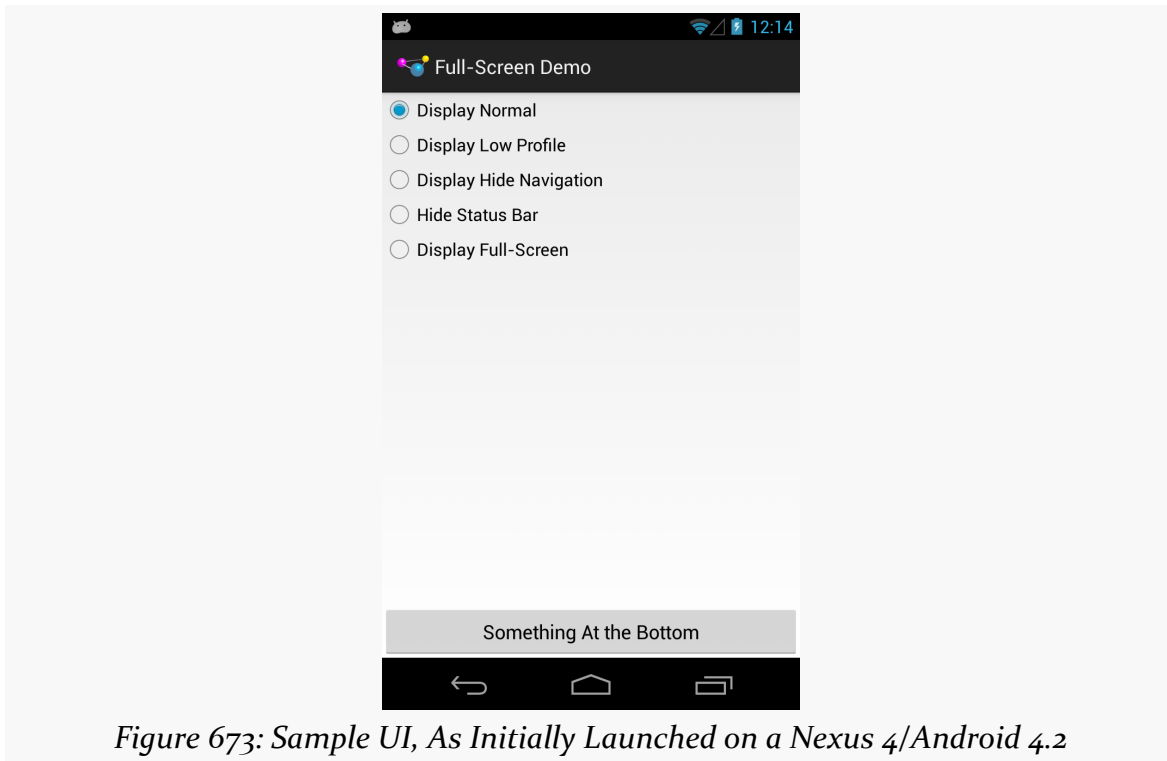 12:14
Full-Screen Demo
Display Normal
Display Low Profile
Display Hide Navigation
Hide Status Bar
Display Full-Screen
Something At the Bottom
Figure 673: Sample UI, As Initially Launched on a Nexus 4/Android 4.2